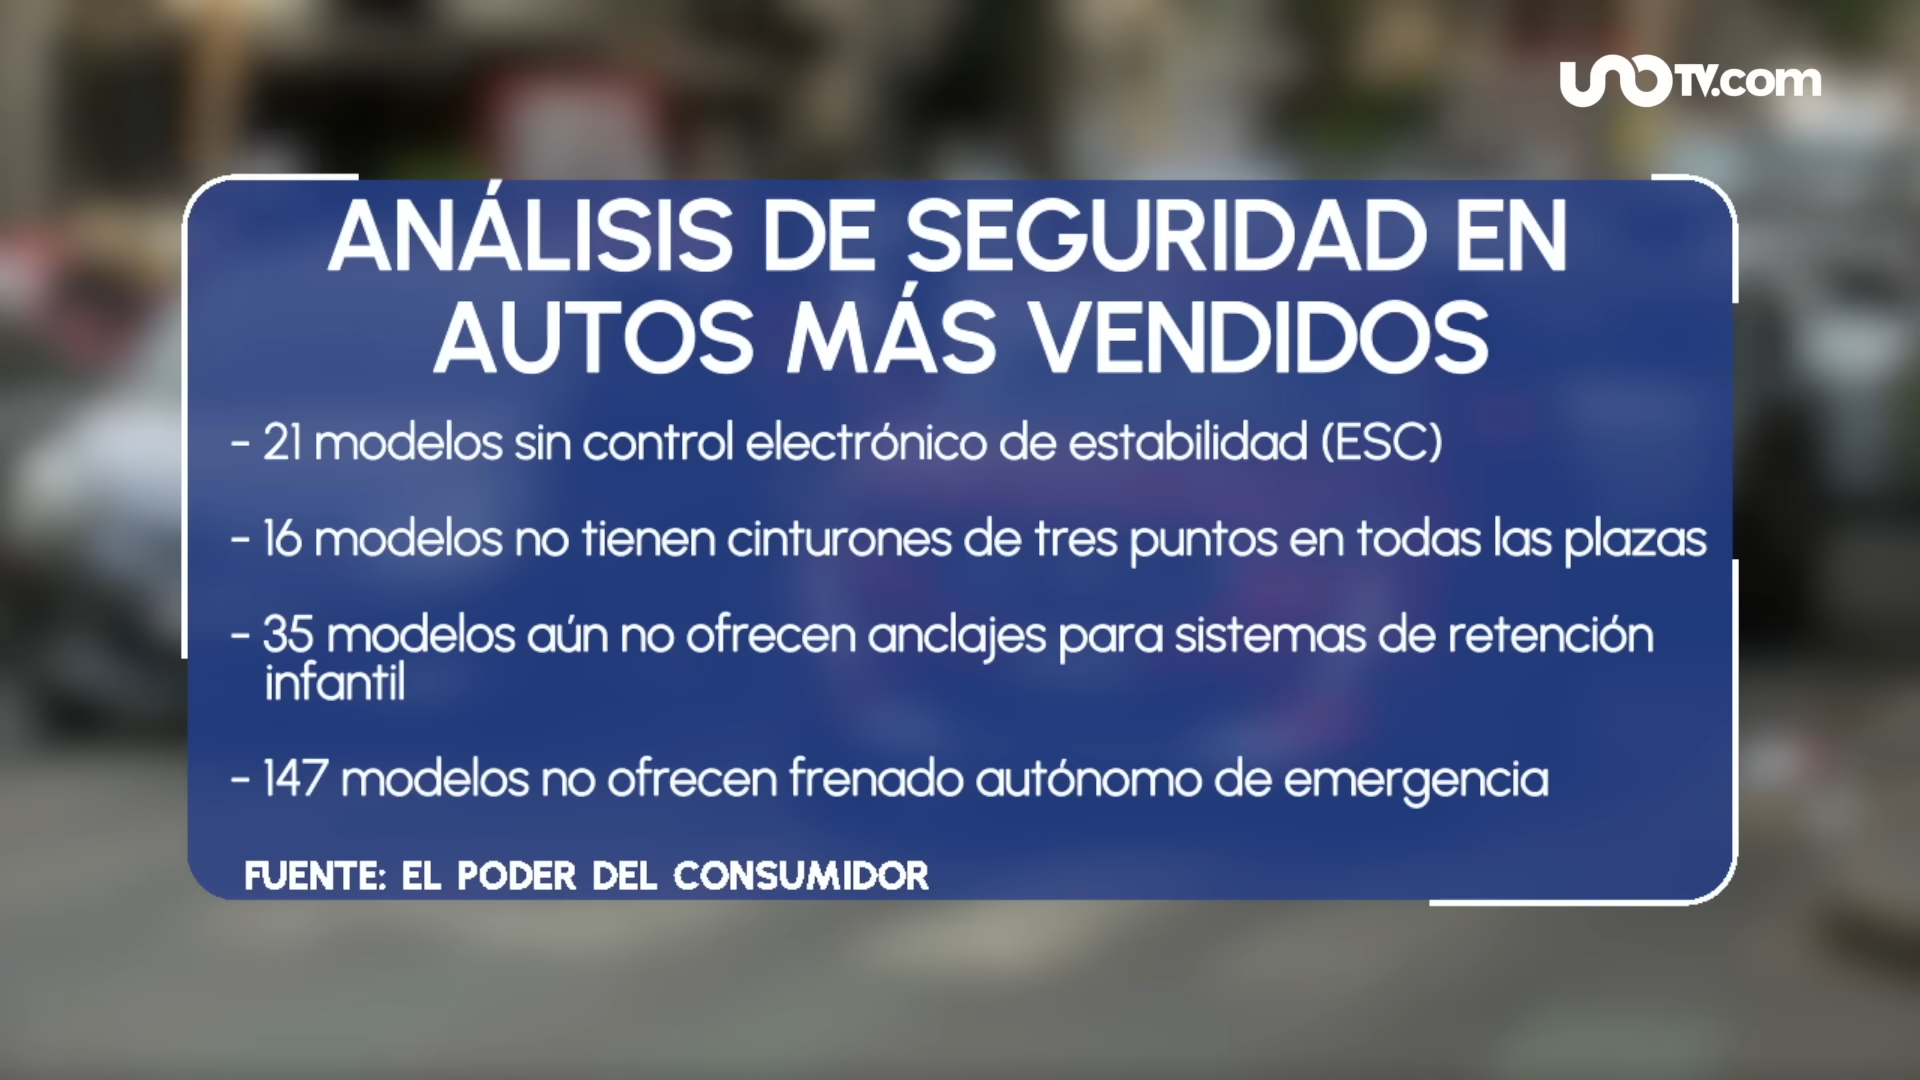 UNOTV.com
ANÁLISIS DE SEGURIDAD EN
AUTOS MÁS VENDIDOS
- 21 modelos sin control electrónico de estabilidad (ESC)
- 16 modelos no tienen cinturones de tres puntos en todas las plazas
- 35 modelos aún no ofrecen anclajes para sistemas de retención
infantil
- 147 modelos no ofrecen frenado autónomo de emergencia
FUENTE: EL PODER DEL CONSUMIDOR